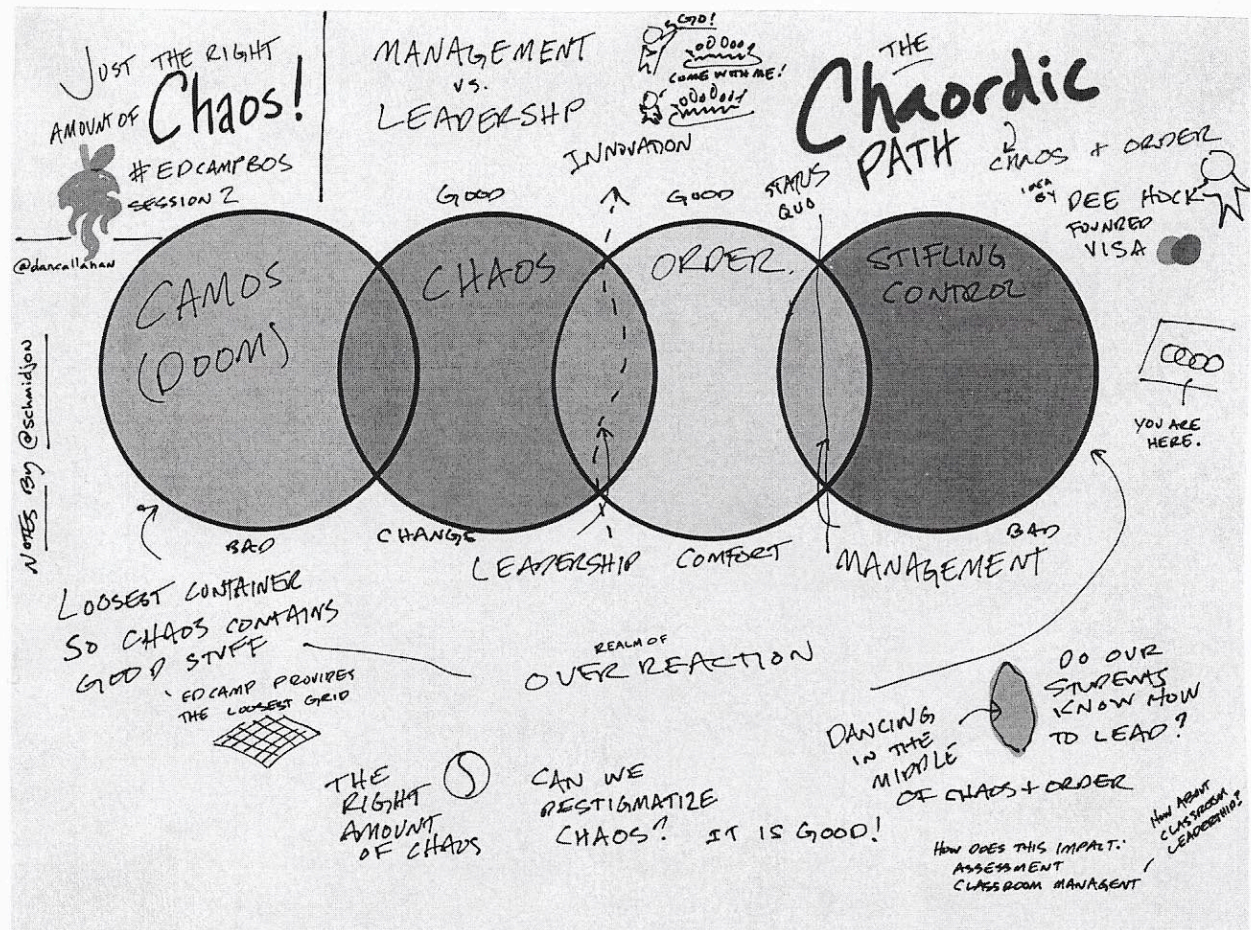 JUST THE RIGHT
AMOUNT OF Chaos!
#EDCAMPBOS
SESSION 2
@dancallahan
NOTES BY @schmidjon
MANAGEMENT
VS.
LEADERSHP
GO!
COME WITH ME!
INNOVATION
THE
Chaordic
PATH
CHAOS + ORDER
IDEA
BY
DEE HOCK
FOUNDED
VISA
GOOD
GOOD
STATUS
QUO
CAMOS
(DOOM)
CHAOS
ORDER.
STIFLING
CONTROL
YOU ARE
HERE.
BAD
CHANGE
LEADERSHIP
COMFORT
MANAGEMENT
BAD
LOOSEST CONTAINER
SO CHAOS CONTAINS
GOOD STUFF
EDCAMP PROVIDES
THE LOOSEST GRID
REALM OF
OVER REACTION
THE
RIGHT
AMOUNT
OF CHAOS
CAN WE
DESTIGMATIZE
CHAOS? IT IS GOOD!
DANCING
IN THE
MIDDLE
OF CHAOS + ORDER
DO OUR
STUDENTS
KNOW HOW
TO LEAD?
HOW DOES THIS IMPACT:
ASSESSMENT
CLASSROOM MANAGENT
HOW ABOUT
CLASSROOM
LEADERSHIP?